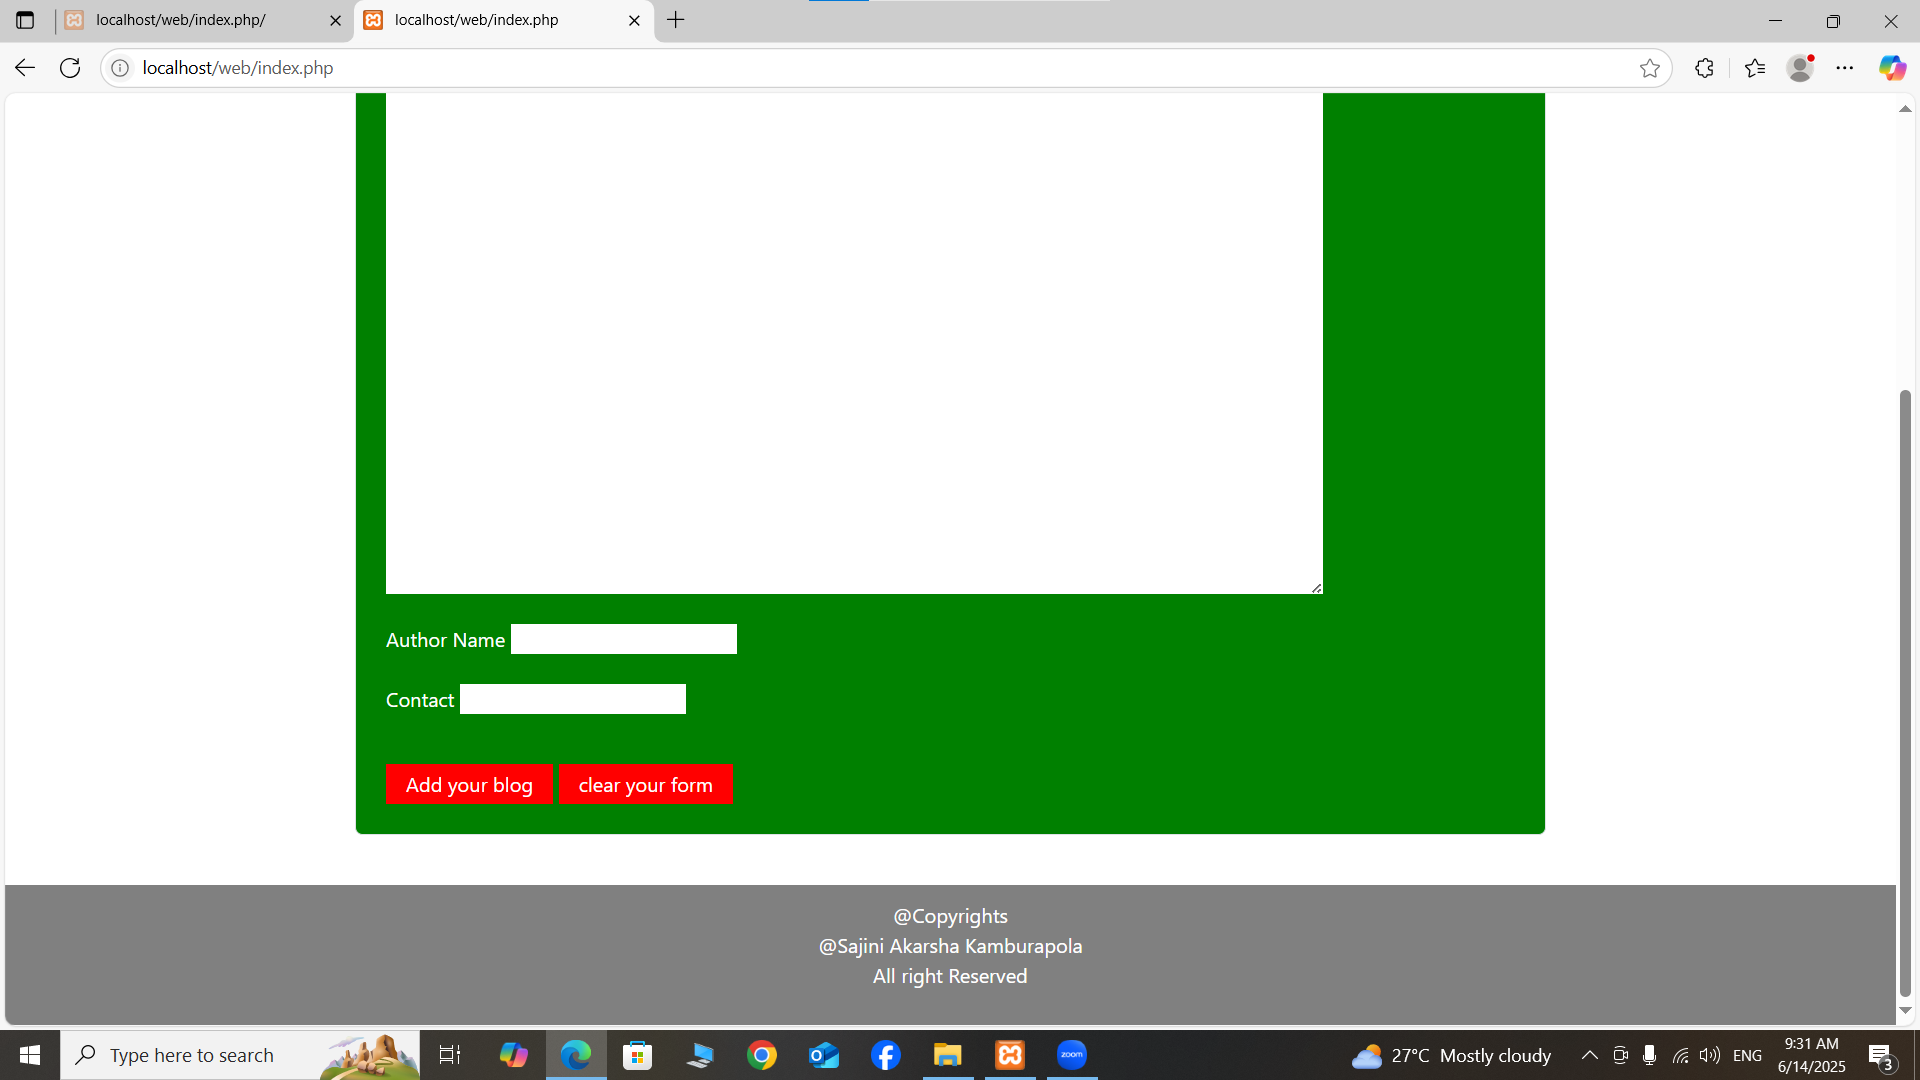 localhost/web/index.php/
localhost/web/index.php
localhost/web/index.php
Author Name
Contact
Add your blog
clear your form
@Copyrights
@Sajini Akarsha Kamburapola
All right Reserved
Type here to search
zoom
27°C Mostly cloudy
ENG
9:31 AM
6/14/2025
3